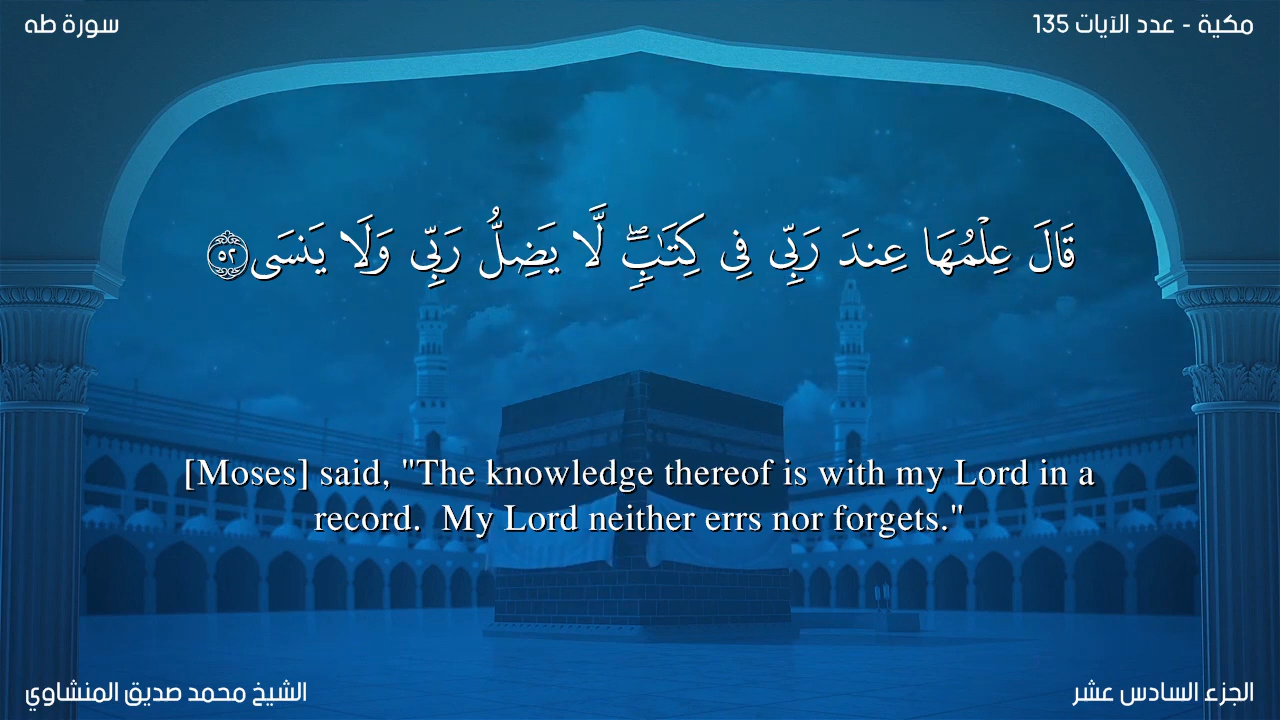 سورة طه
مكية - عدد الآيات 135
قَالَ عِلْمُهَا عِندَ رَبِّى فِى كِتَٰبٍۢ ۖ لَّا يَضِلُّ رَبِّى وَلَا يَنسَى ٥٢
[Moses] said, "The knowledge thereof is with my Lord in a
record.  My Lord neither errs nor forgets."
الشيخ محمد صديق المنشاوي
الجزء السادس عشر